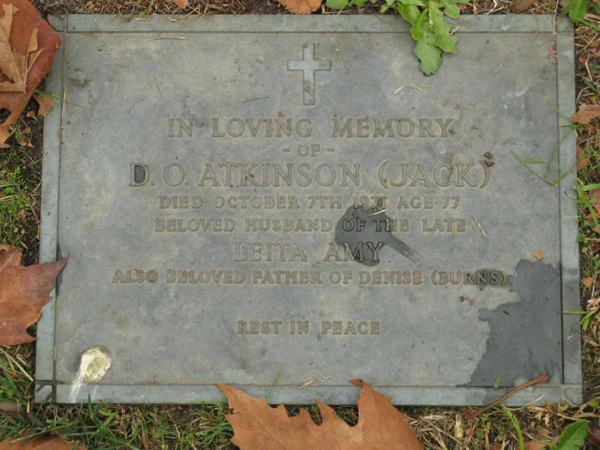 IN LOVING MEMORY
- OF -
D. O. ATKINSON (JACK)
DIED OCTOBER 7TH 1971 AGE 77
BELOVED HUSBAND OF THE LATE
LEITA AMY
ALSO BELOVED FATHER OF DENISE (BURNS)
REST IN PEACE